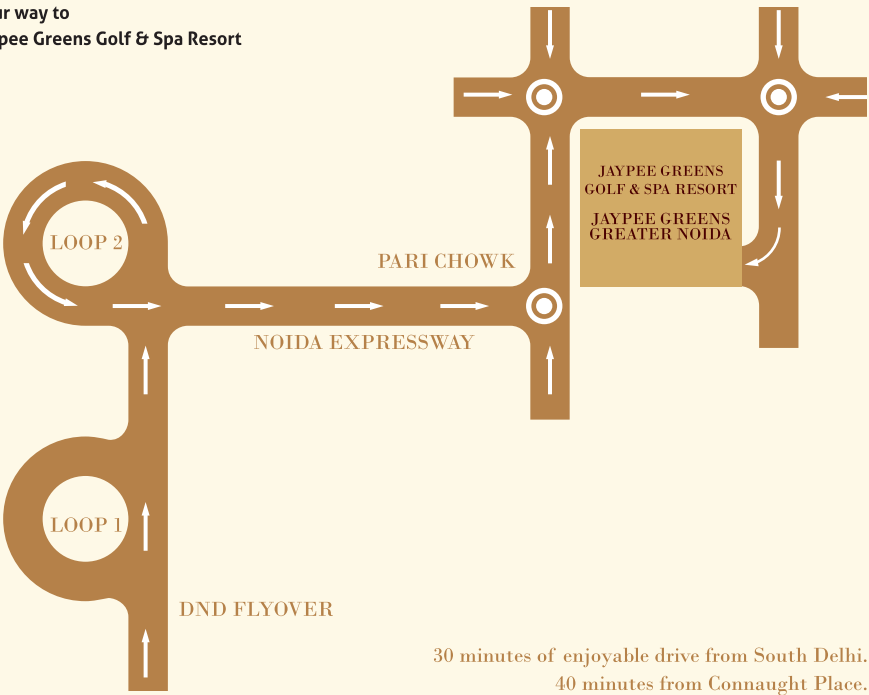 way to
Greens Golf & Spa Resort
JAYPEE GREENS
GOLF & SPA RESORT
JAYPEE GREENS
GREATER NOIDA
LOOP 2
PARI CHOWK
NOIDA EXPRESSWAY
LOOP 1
DND FLYOVER
30 minutes of enjoyable drive from South Delhi.
40 minutes from Connaught Place.